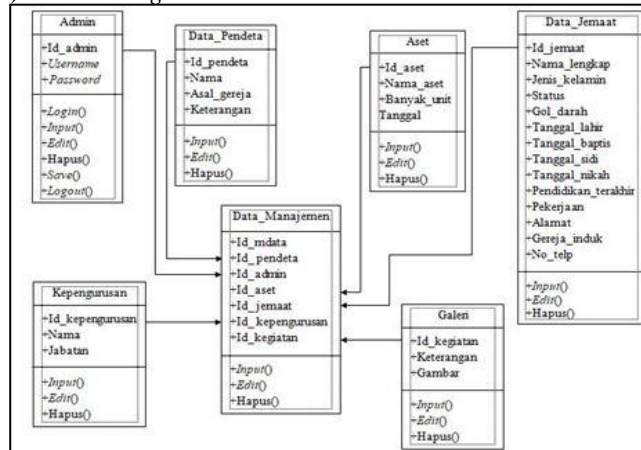 Admin
+Id_admin
+Username
+Password
+Login()
+Input()
+Edit()
+Hapus()
+Save()
+Logout()
Data_Pendeta
+Id_pendeta
+Nama
+Asal_gereja
+Keterangan
+Input()
+Edit()
+Hapus()
Aset
+Id_aset
+Nama_aset
+Banyak_unit
Tanggal
+Input()
+Edit()
+Hapus()
Data_Jemaat
+Id_jemaat
+Nama_lengkap
+Jenis_kelamin
+Status
+Gol_darah
+Tanggal_lahir
+Tanggal_baptis
+Tanggal_sidi
+Tanggal_nikah
+Pendidikan_terakhir
+Pekerjaan
+Alamat
+Gereja_induk
+No_telp
+Input()
+Edit()
+Hapus()
Data_Manajemen
+Id_mdata
+Id_pendeta
+Id_admin
+Id_aset
+Id_jemaat
+Id_kepengurusan
+Id_kegiatan
+Input()
+Edit()
+Hapus()
Kepengurusan
+Id_kepengurusan
+Nama
+Jabatan
+Input()
+Edit()
+Hapus()
Galeri
+Id_kegiatan
+Keterangan
+Gambar
+Input()
+Edit()
+Hapus()